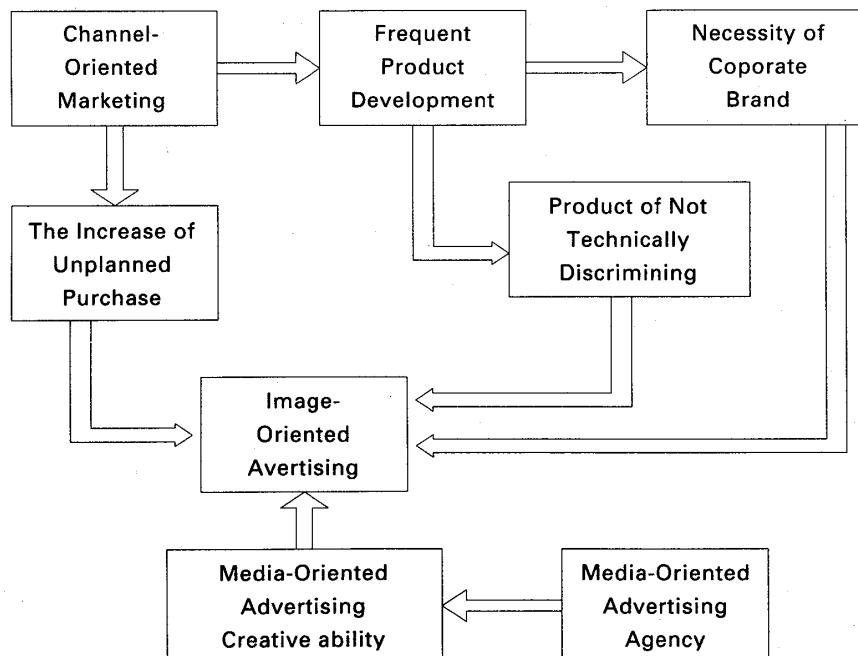 Channel-
Oriented
Marketing
Frequent
Product
Development
Necessity of
Coporate
Brand
The Increase of
Unplanned
Purchase
Product of Not
Technically
Discrimining
Image-
Oriented
Avertising
Media-Oriented
Advertising
Creative ability
Media-Oriented
Advertising
Agency